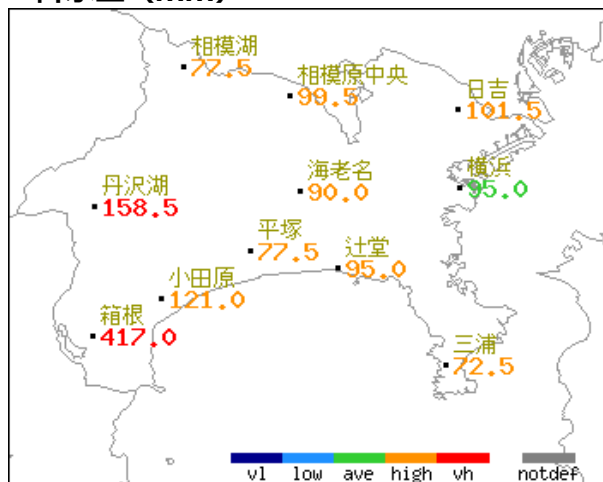 (mm)
相模湖
77.5
相模原中央
99.5
日吉
101.5
丹沢湖
158.5
海老名
90.0
横浜
95.0
平塚
77.5
辻堂
95.0
小田原
121.0
箱根
417.0
三浦
72.5
vl low ave high vh notdef